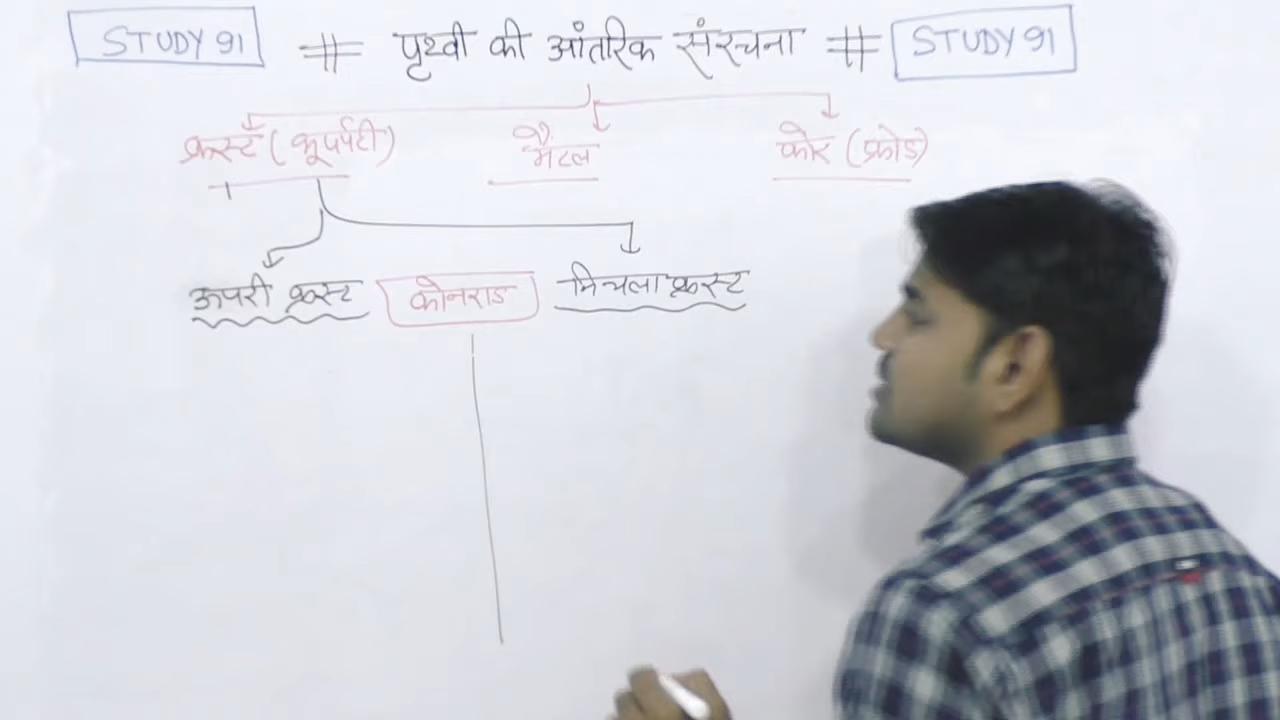 STUDY 91 # पृथ्वी की आंतरिक संरचना # STUDY 91
क्रस्ट (भूपर्पटी) मैंटल कोर (क्रोड)
ऊपरी क्रस्ट कोनराड निचला क्रस्ट